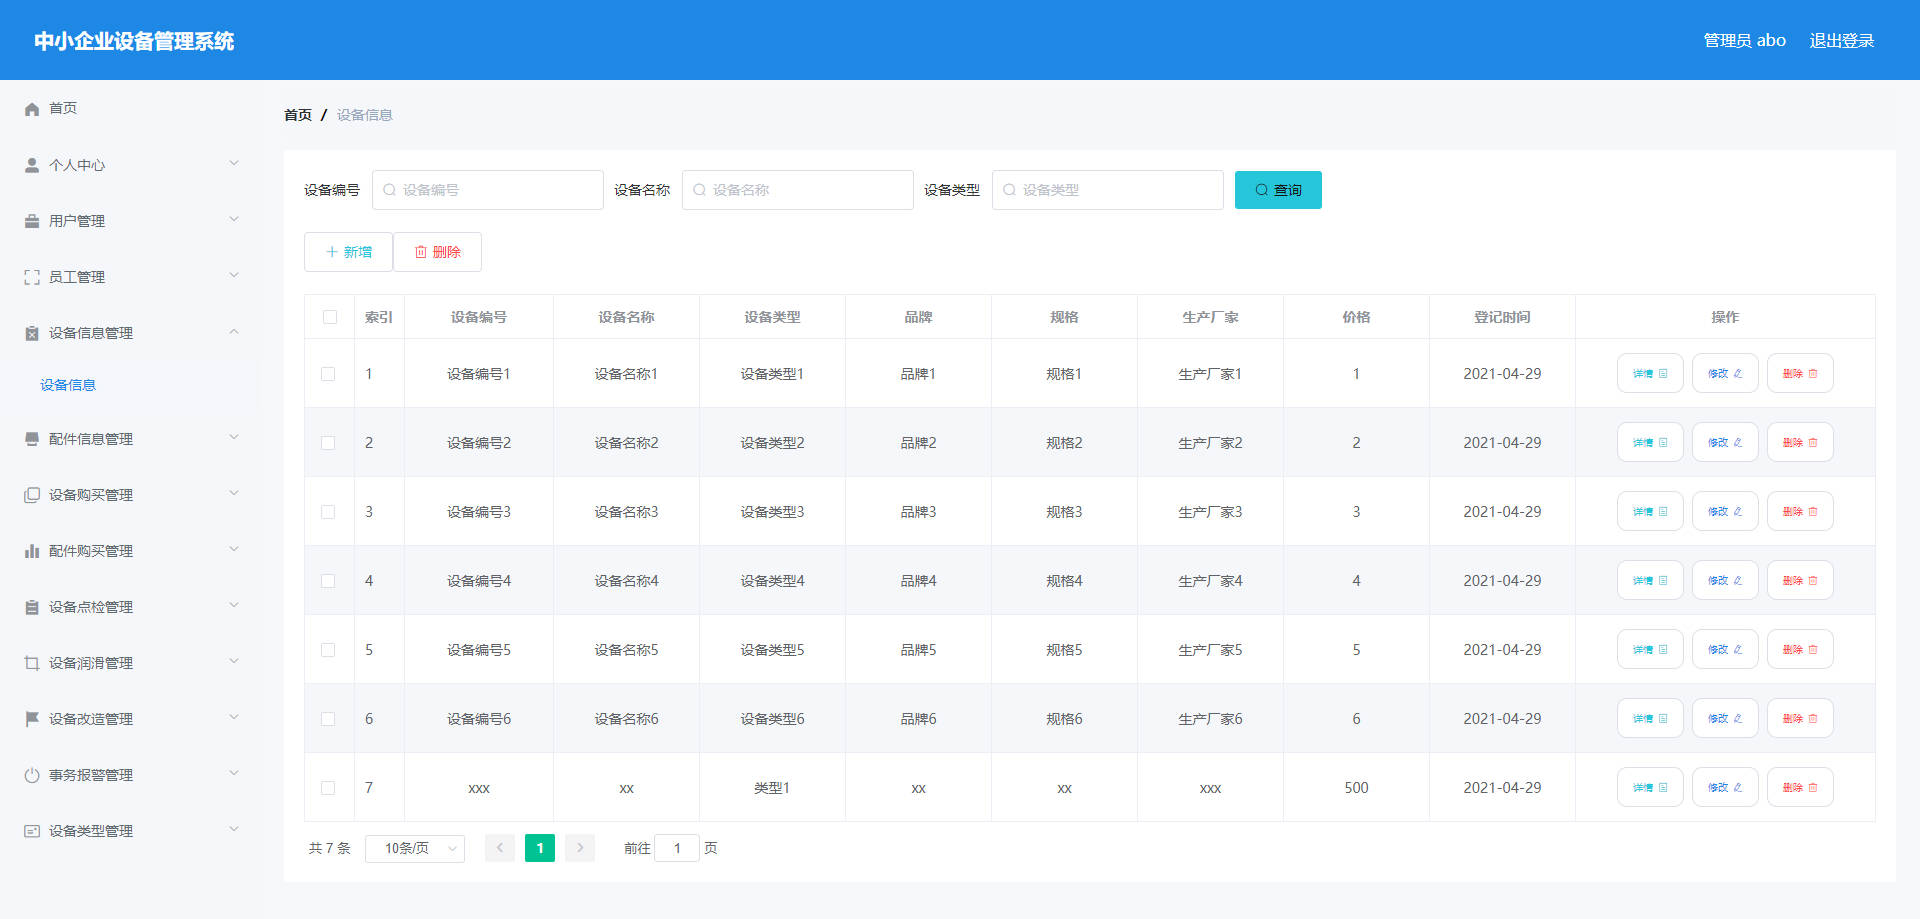 中小企业设备管理系统
管理员 abo 退出登录
首页
个人中心
用户管理
员工管理
设备信息管理
设备信息
配件信息管理
设备购买管理
配件购买管理
设备点检管理
设备润滑管理
设备改造管理
事务报警管理
设备类型管理
首页 / 设备信息
设备编号 设备编号 设备名称 设备名称 设备类型 设备类型 查询
新增 删除
索引 设备编号 设备名称 设备类型 品牌 规格 生产厂家 价格 登记时间 操作
1 设备编号1 设备名称1 设备类型1 品牌1 规格1 生产厂家1 1 2021-04-29 详情 修改 删除
2 设备编号2 设备名称2 设备类型2 品牌2 规格2 生产厂家2 2 2021-04-29 详情 修改 删除
3 设备编号3 设备名称3 设备类型3 品牌3 规格3 生产厂家3 3 2021-04-29 详情 修改 删除
4 设备编号4 设备名称4 设备类型4 品牌4 规格4 生产厂家4 4 2021-04-29 详情 修改 删除
5 设备编号5 设备名称5 设备类型5 品牌5 规格5 生产厂家5 5 2021-04-29 详情 修改 删除
6 设备编号6 设备名称6 设备类型6 品牌6 规格6 生产厂家6 6 2021-04-29 详情 修改 删除
7 xxx xx 类型1 xx xx xxx 500 2021-04-29 详情 修改 删除
共 7 条 10条/页 1 前往 1 页